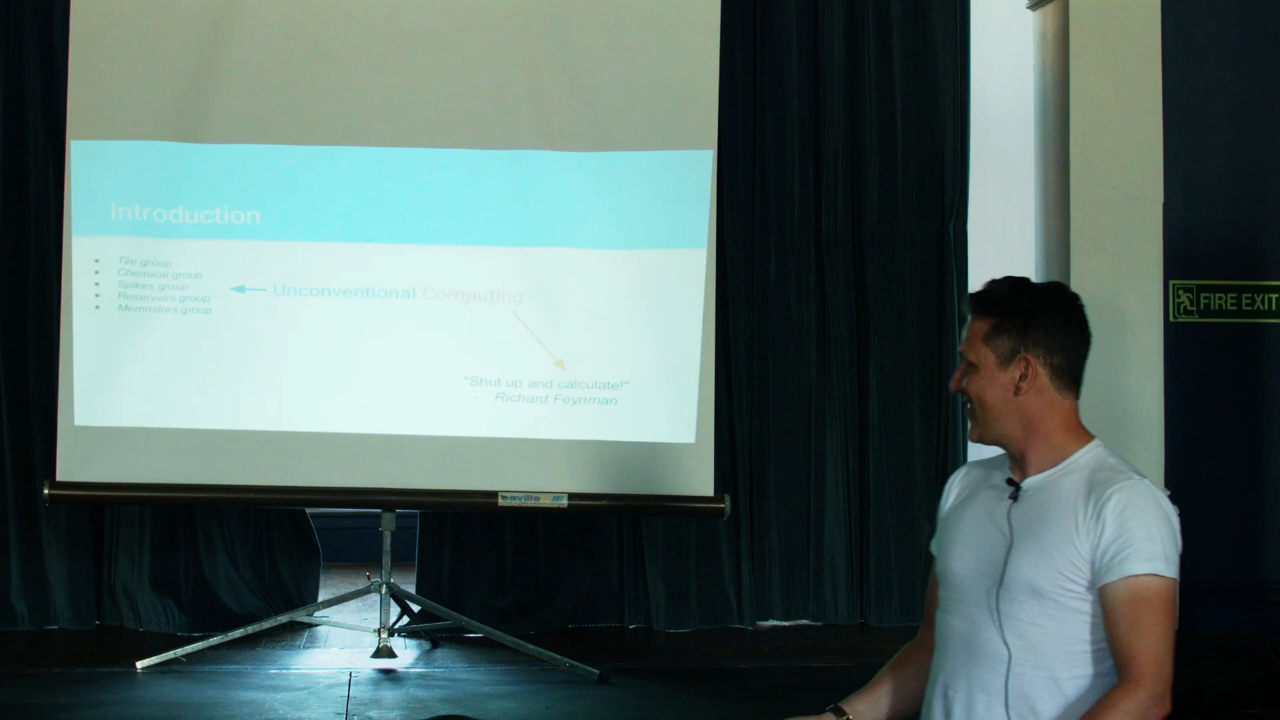 Introduction
Tile group
Chemical group
Spikes group
Reservoirs group
Memristors group
Unconventional Computing
"Shut up and calculate!"
- Richard Feynman
saville
FIRE EXIT